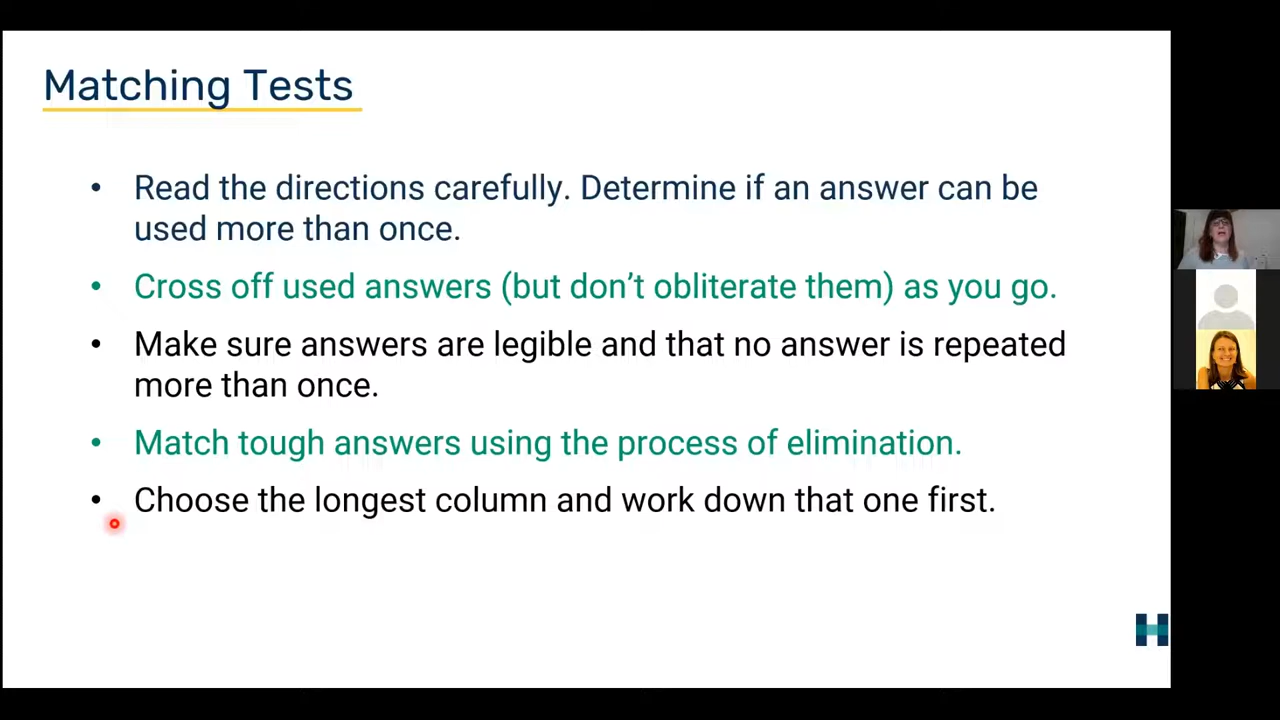 Matching Tests
• Read the directions carefully. Determine if an answer can be
used more than once.
• Cross off used answers (but don’t obliterate them) as you go.
• Make sure answers are legible and that no answer is repeated
more than once.
• Match tough answers using the process of elimination.
• Choose the longest column and work down that one first.
H